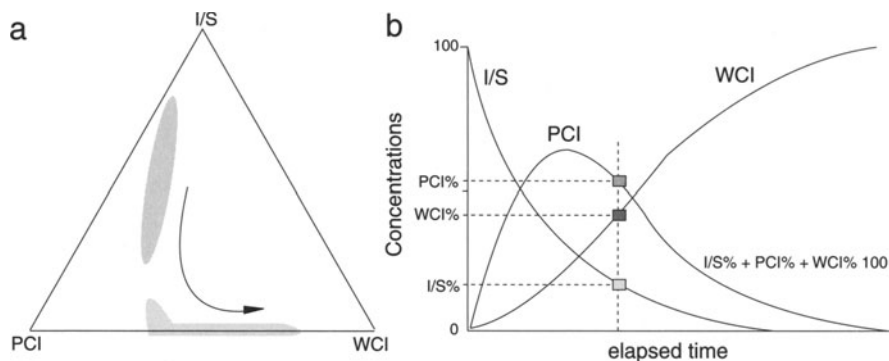 a
I/S
PCI
WCI
b
100
Concentrations
PCI%
WCI%
I/S%
0
I/S
PCI
WCI
I/S% + PCI% + WCI% 100
elapsed time